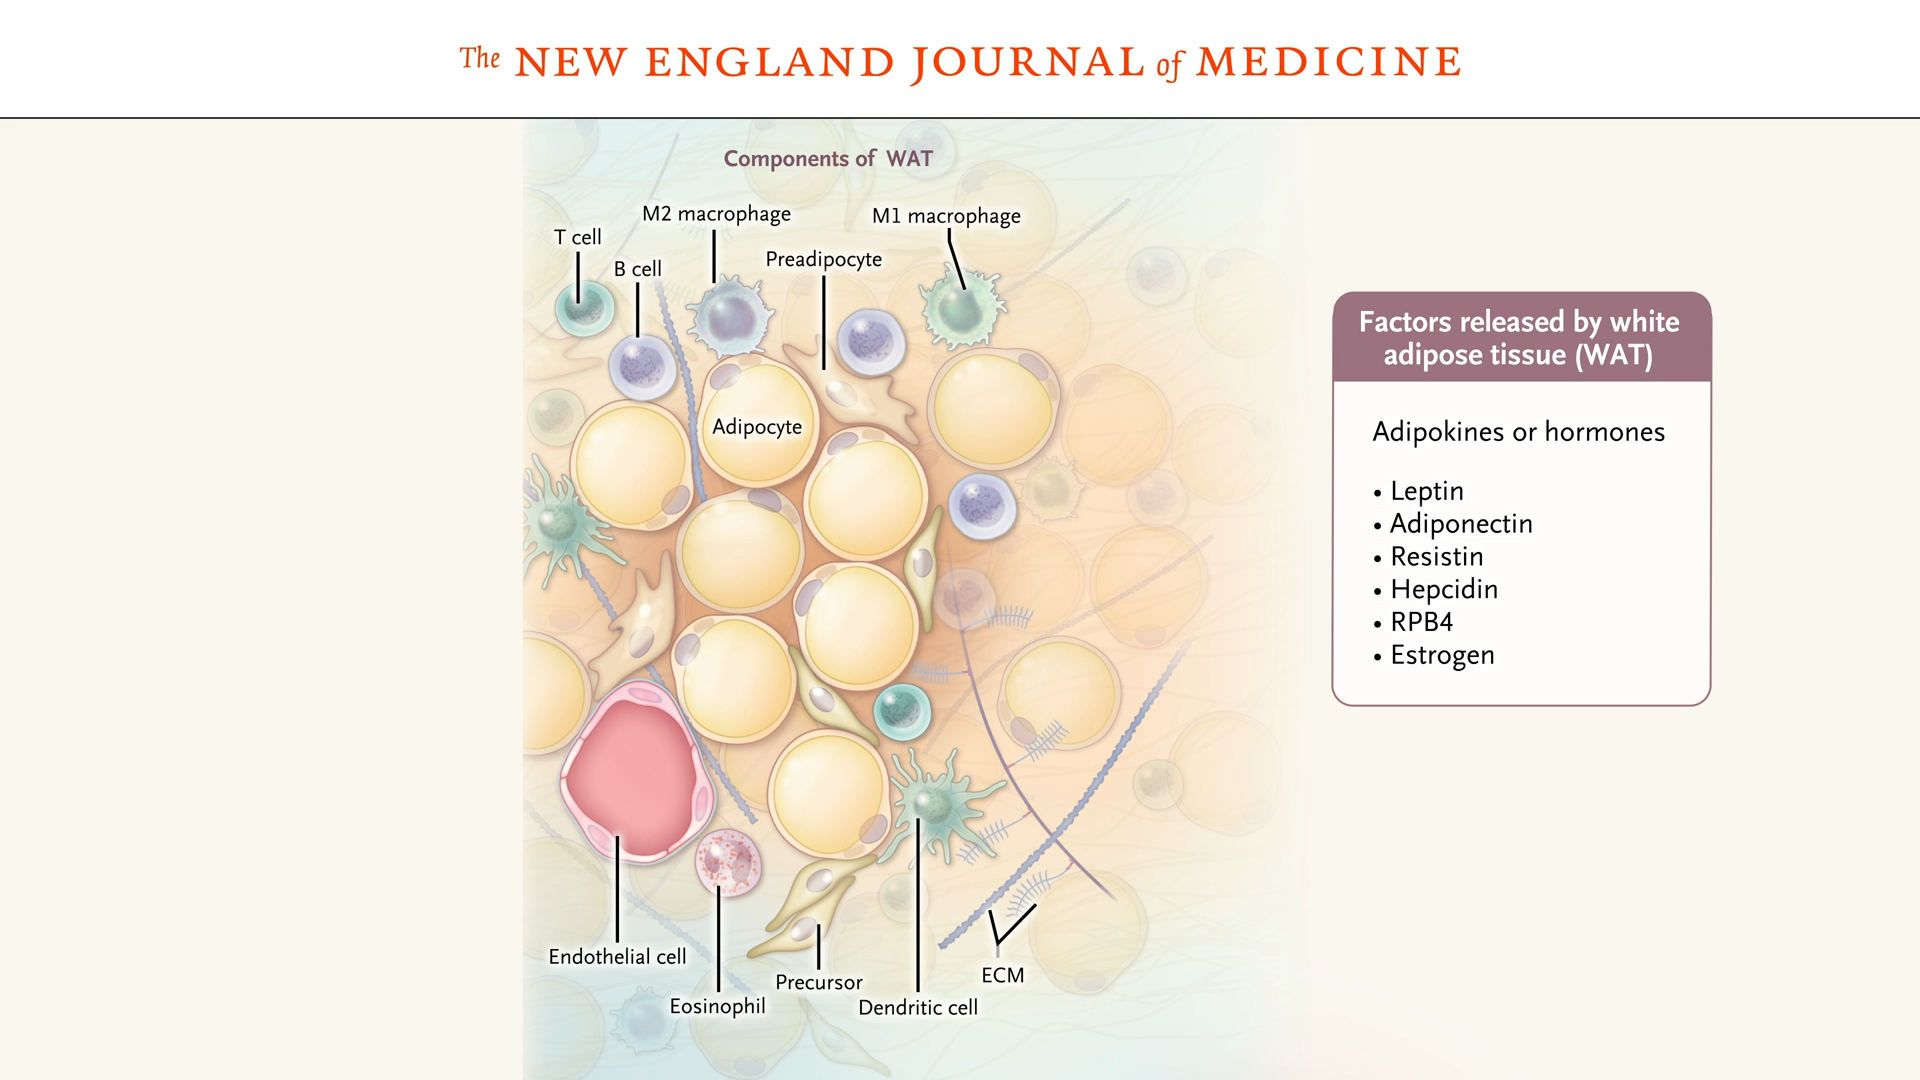 The NEW ENGLAND JOURNAL of MEDICINE
Components of WAT
M2 macrophage
M1 macrophage
T cell
Preadipocyte
B cell
Adipocyte
Endothelial cell
Precursor
ECM
Eosinophil
Dendritic cell
Factors released by white
adipose tissue (WAT)
Adipokines or hormones
• Leptin
• Adiponectin
• Resistin
• Hepcidin
• RPB4
• Estrogen